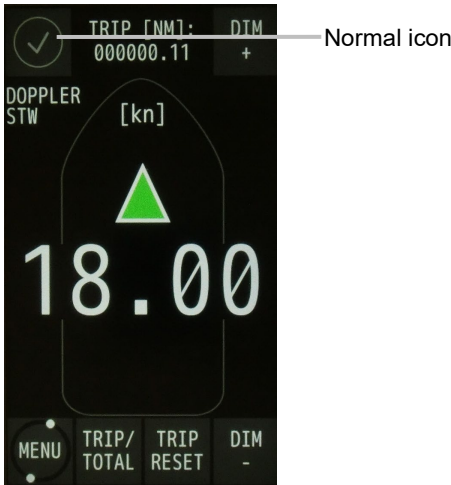 TRIP [NM]:
000000.11
DIM
+
Normal icon
DOPPLER
STW
[kn]
18.00
MENU
TRIP/
TOTAL
TRIP
RESET
DIM
-